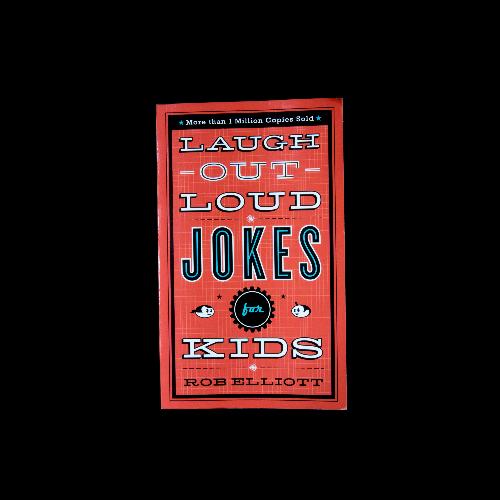 More than 1 Million Copies Sold
LAUGH
OUT
LOUD
JOKES
for
KIDS
ROB ELLIOTT